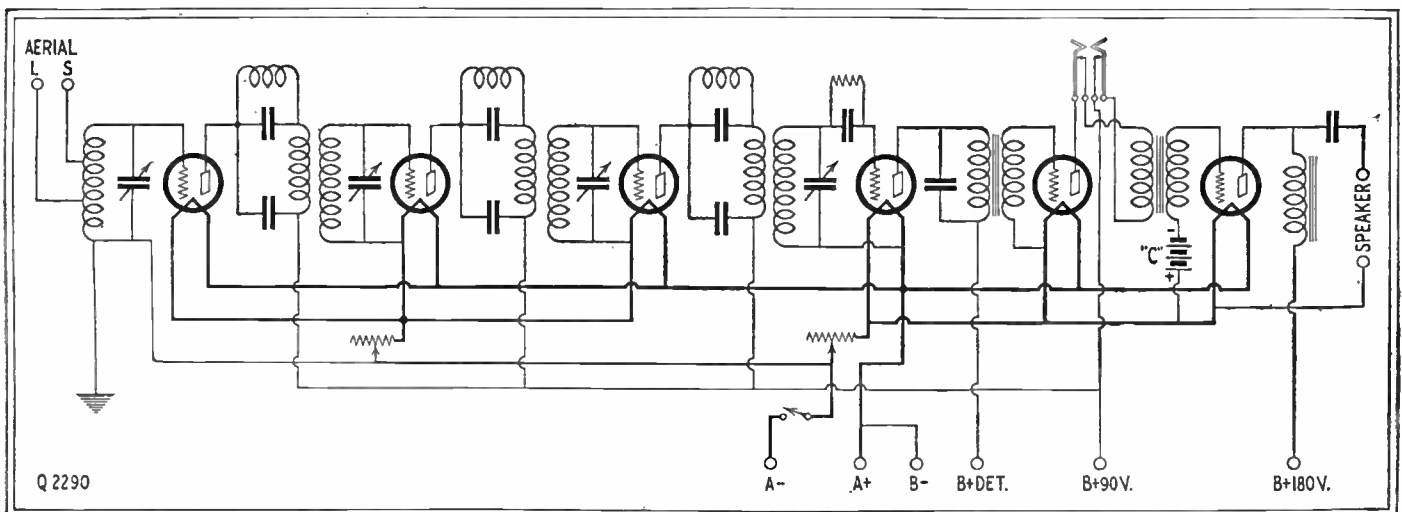 AERIAL
L S
"C"
-
+
SPEAKER
A- A+ B- B+DET. B+90V. B+180V.
Q 2290